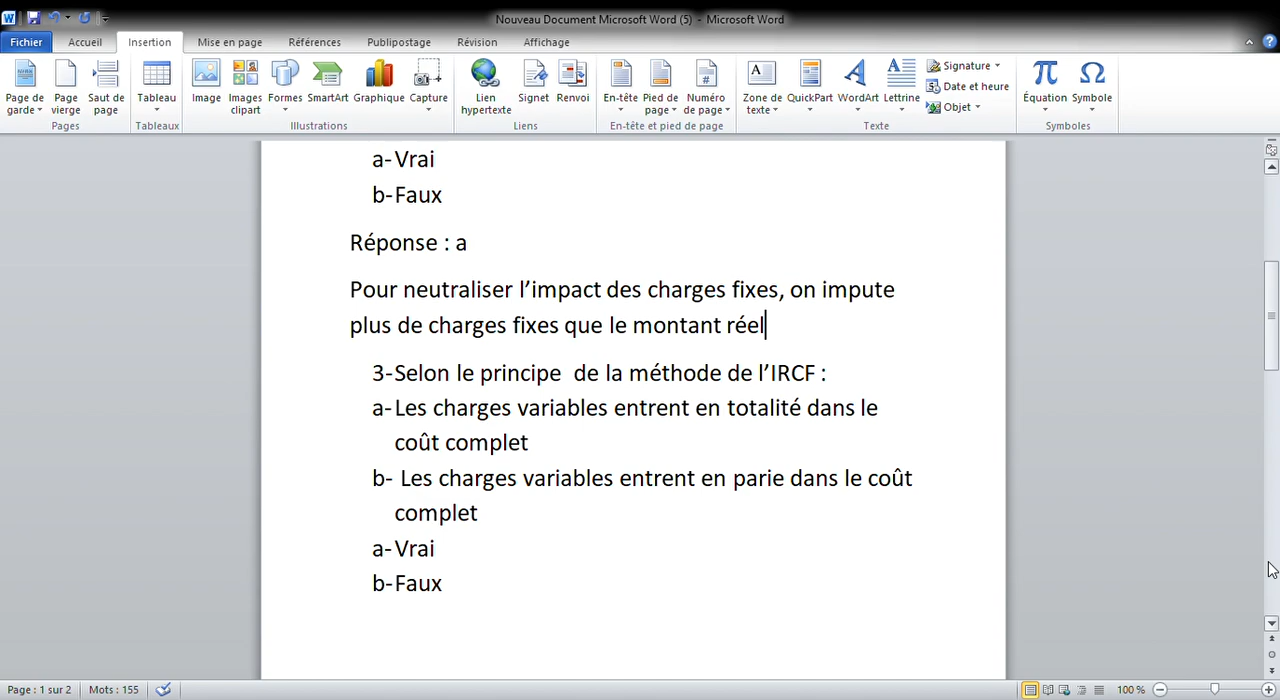 Nouveau Document Microsoft Word (5) - Microsoft Word
Fichier Accueil Insertion Mise en page Références Publipostage Révision Affichage
Page de garde Page vierge Saut de page Tableau Image Images clipart Formes SmartArt Graphique Capture Lien hypertexte Signet Renvoi En-tête Pied de page Numéro de page Zone de texte QuickPart WordArt Lettrine Signature Date et heure Objet Équation Symbole
Pages Tableaux Illustrations Liens En-tête et pied de page Texte Symboles
a-Vrai
b-Faux
Réponse : a
Pour neutraliser l’impact des charges fixes, on impute
plus de charges fixes que le montant réel
3-Selon le principe  de la méthode de l’IRCF :
a-Les charges variables entrent en totalité dans le
coût complet
b- Les charges variables entrent en parie dans le coût
complet
a-Vrai
b-Faux
Page : 1 sur 2 Mots : 155 100 %